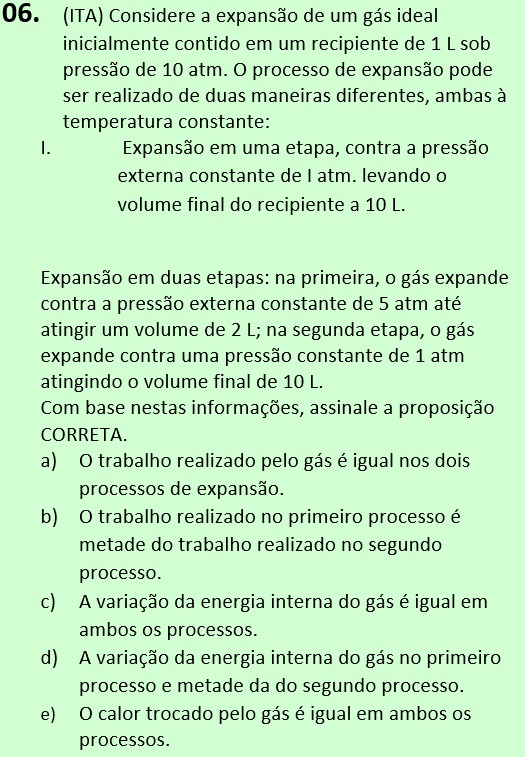 06. (ITA) Considere a expansão de um gás ideal
inicialmente contido em um recipiente de 1 L sob
pressão de 10 atm. O processo de expansão pode
ser realizado de duas maneiras diferentes, ambas à
temperatura constante:
I. Expansão em uma etapa, contra a pressão
externa constante de I atm. levando o
volume final do recipiente a 10 L.
Expansão em duas etapas: na primeira, o gás expande
contra a pressão externa constante de 5 atm até
atingir um volume de 2 L; na segunda etapa, o gás
expande contra uma pressão constante de 1 atm
atingindo o volume final de 10 L.
Com base nestas informações, assinale a proposição
CORRETA.
a) O trabalho realizado pelo gás é igual nos dois
processos de expansão.
b) O trabalho realizado no primeiro processo é
metade do trabalho realizado no segundo
processo.
c) A variação da energia interna do gás é igual em
ambos os processos.
d) A variação da energia interna do gás no primeiro
processo e metade da do segundo processo.
e) O calor trocado pelo gás é igual em ambos os
processos.